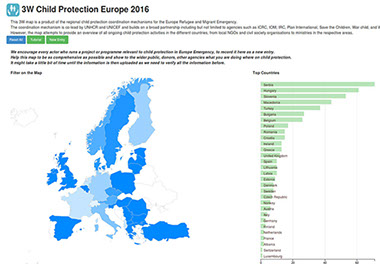 3W Child Protection Europe 2016
This 3W map is a product of the regional child protection coordination mechanisms for the Europe Refugee and Migrant Emergency.
The coordination mechanism is co-lead by UNHCR and UNICEF and builds on a broad partnership including but not limited to agencies such as ICRC, IOM, IRC, Plan International, Save the Children, War child, and
However, the map attempts to provide an overview of all ongoing child protection activities in the different countries, from local NGOs and civil society organisations to ministries in the respective areas.
Reset All Tutorial New Entry
We encourage every actor who runs a project or programme relevant to child protection in Europe Emergency, to record it here as a new entry.
Help this map to be as comprehensive as possible and show to the wider public, donors, other agencies what you are doing where on child protection.
It might take a little bit of time until the information is then uploaded as we need to verify all the information before.
Filter on the Map
Top Countries
Serbia
Hungary
Slovenia
Macedonia
Turkey
Bulgaria
Belgium
Poland
Romania
Croatia
Ireland
Greece
United Kingdom
Spain
Lithuania
Latvia
Estonia
Denmark
Sweden
Czech Republic
Norway
Austria
Italy
Germany
Finland
Netherlands
France
Albania
Switzerland
Luxembourg
0 20 40 60